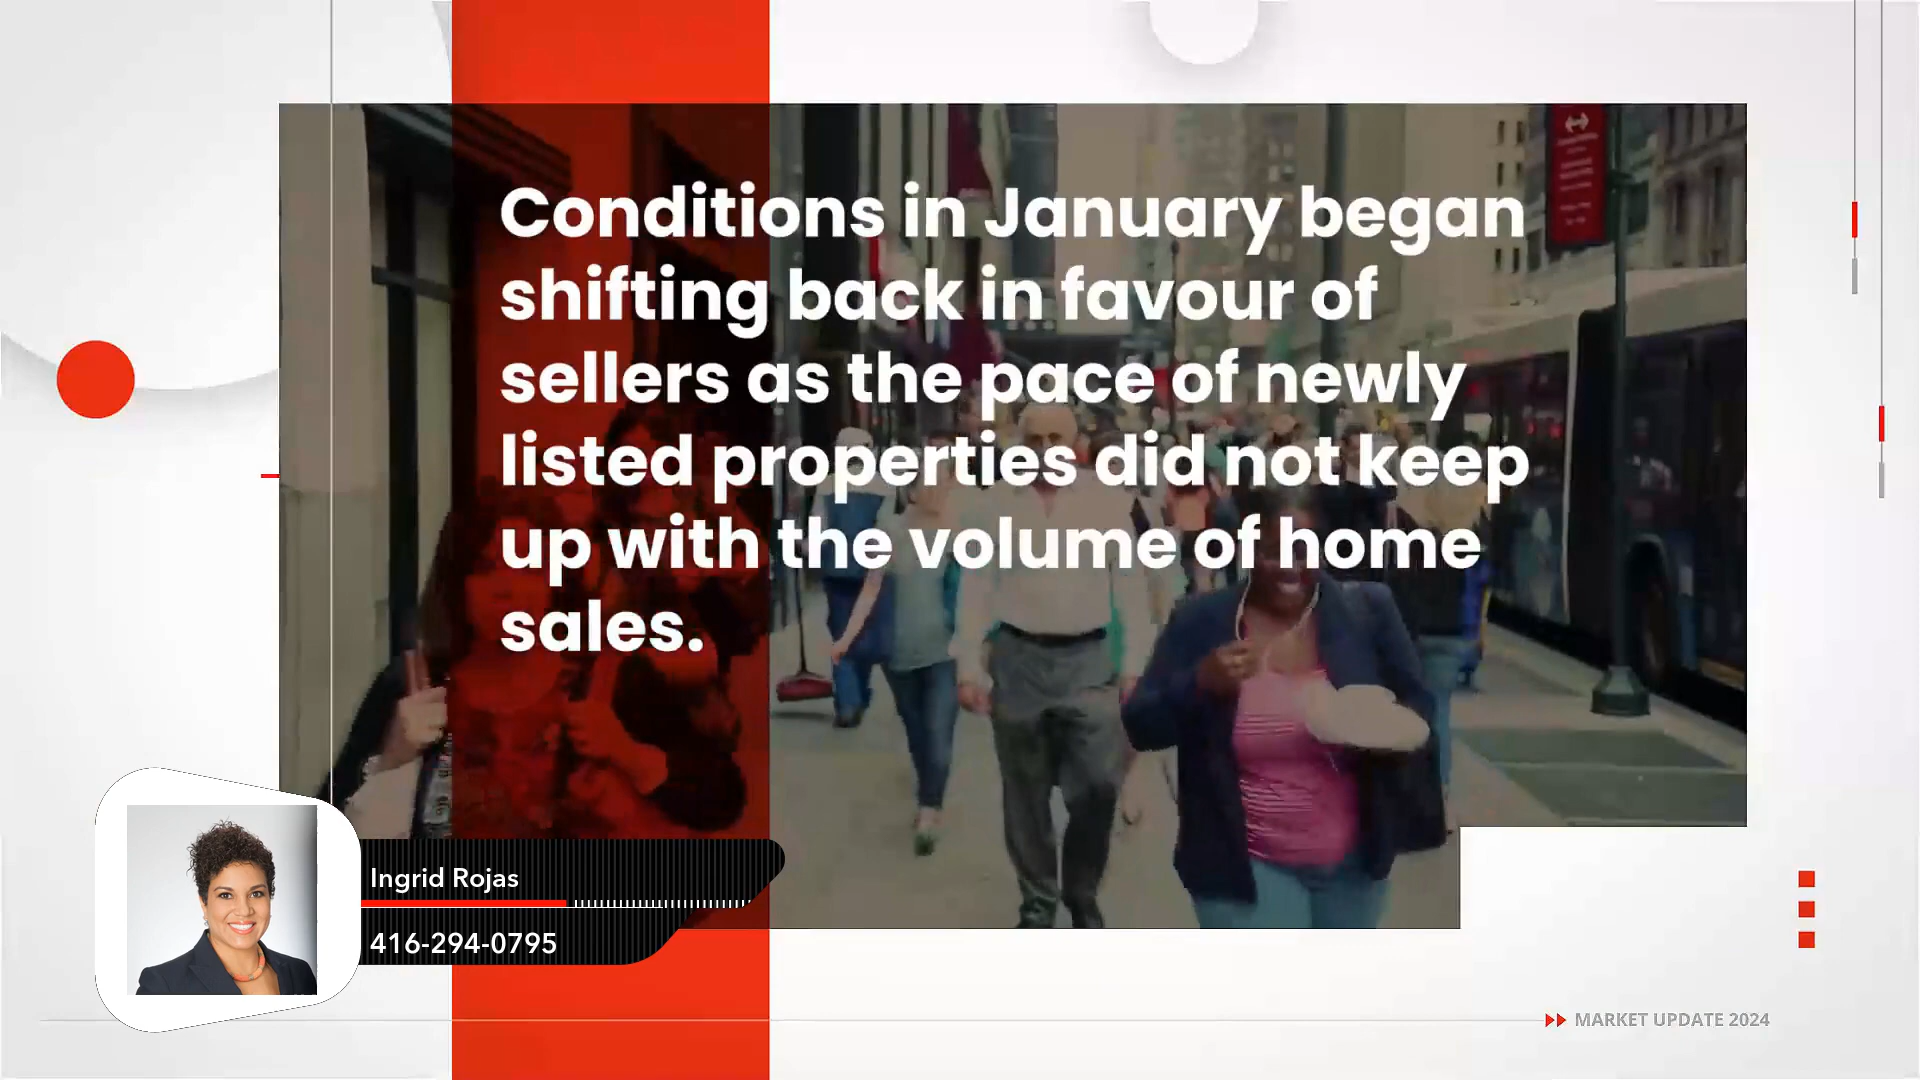 Conditions in January began
shifting back in favour of
sellers as the pace of newly
listed properties did not keep
up with the volume of home
sales.
Ingrid Rojas
416-294-0795
MARKET UPDATE 2024